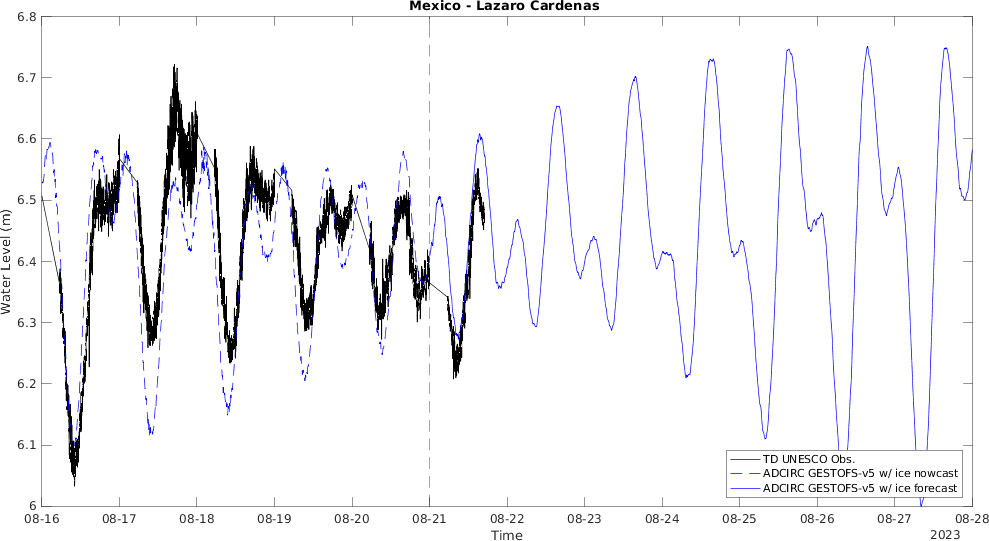 Mexico - Lazaro Cardenas
6.8
6.7
6.6
6.5
6.4
6.3
6.2
6.1
6
Water Level (m)
TD UNESCO Obs.
ADCIRC GESTOFS-v5 w/ ice nowcast
ADCIRC GESTOFS-v5 w/ ice forecast
08-16 08-17 08-18 08-19 08-20 08-21 08-22 08-23 08-24 08-25 08-26 08-27 08-28
Time
2023